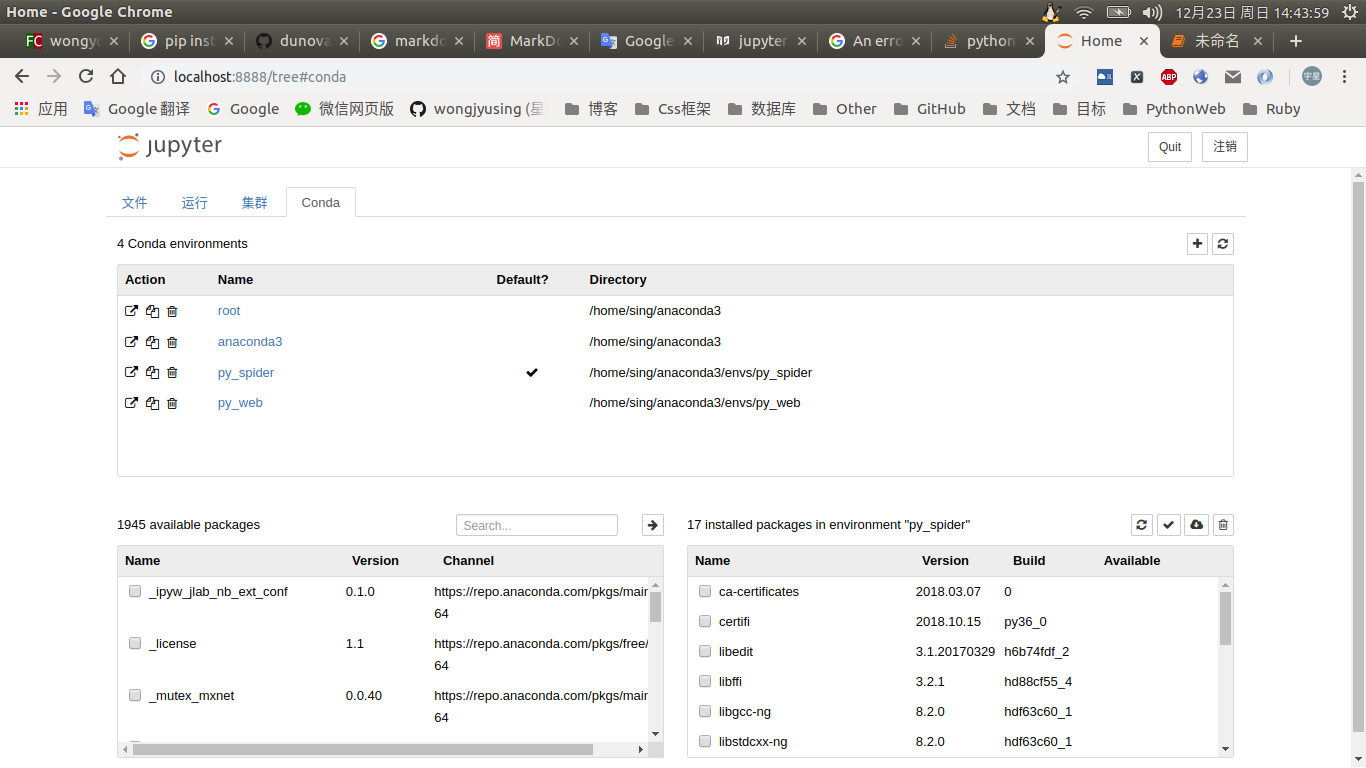 Home - Google Chrome
12月23日 周日 14:43:59
wongyu
pip inst
dunova
markdo
MarkDo
Google
jupyter
An erro
python
Home
未命名
localhost:8888/tree#conda
应用
Google 翻译
Google
微信网页版
wongjyusing (星
博客
Css框架
数据库
Other
GitHub
文档
目标
PythonWeb
Ruby
jupyter
Quit
注销
文件
运行
集群
Conda
4 Conda environments
Action Name Default? Directory
root /home/sing/anaconda3
anaconda3 /home/sing/anaconda3
py_spider /home/sing/anaconda3/envs/py_spider
py_web /home/sing/anaconda3/envs/py_web
1945 available packages
Search...
Name Version Channel
_ipyw_jlab_nb_ext_conf 0.1.0 https://repo.anaconda.com/pkgs/main
64
_license 1.1 https://repo.anaconda.com/pkgs/free/
64
_mutex_mxnet 0.0.40 https://repo.anaconda.com/pkgs/main
64
17 installed packages in environment "py_spider"
Name Version Build Available
ca-certificates 2018.03.07 0
certifi 2018.10.15 py36_0
libedit 3.1.20170329 h6b74fdf_2
libffi 3.2.1 hd88cf55_4
libgcc-ng 8.2.0 hdf63c60_1
libstdcxx-ng 8.2.0 hdf63c60_1